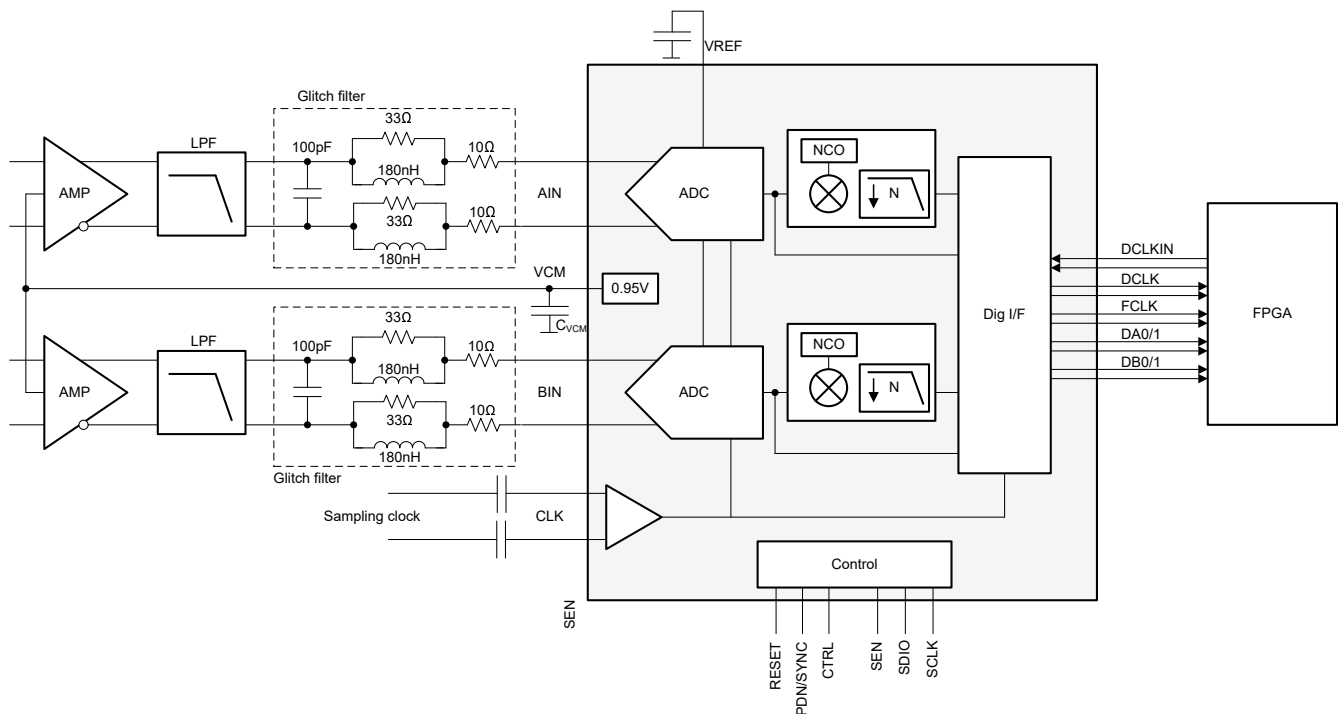 VREF
Glitch filter
33Ω
LPF
100pF
10Ω
180nH
AMP
AIN
ADC
NCO
N
33Ω
10Ω
180nH
VCM
0.95V
CVCM
Dig I/F
DCLKIN
DCLK
FCLK
DA0/1
DB0/1
FPGA
33Ω
LPF
100pF
10Ω
180nH
AMP
BIN
ADC
NCO
N
10Ω
33Ω
180nH
Glitch filter
Sampling clock
CLK
Control
SEN
RESET
PDN/SYNC
CTRL
SEN
SDIO
SCLK